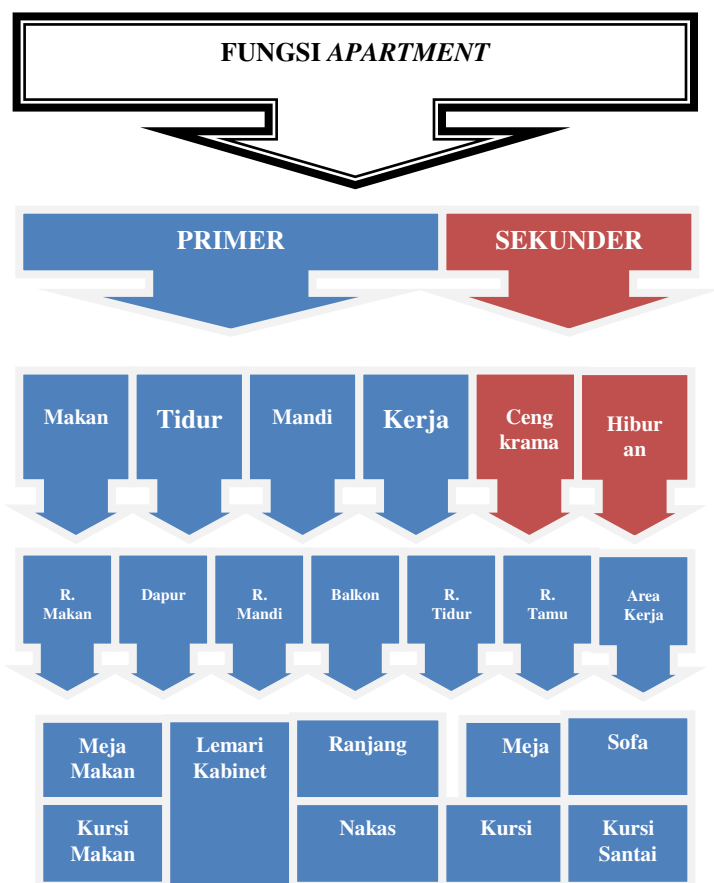 FUNGSI APARTMENT
PRIMER
SEKUNDER
Makan
Tidur
Mandi
Kerja
Ceng
krama
Hibur
an
R.
Makan
Dapur
R.
Mandi
Balkon
R.
Tidur
R.
Tamu
Area
Kerja
Meja
Makan
Lemari
Kabinet
Ranjang
Meja
Sofa
Kursi
Makan
Nakas
Kursi
Kursi
Santai